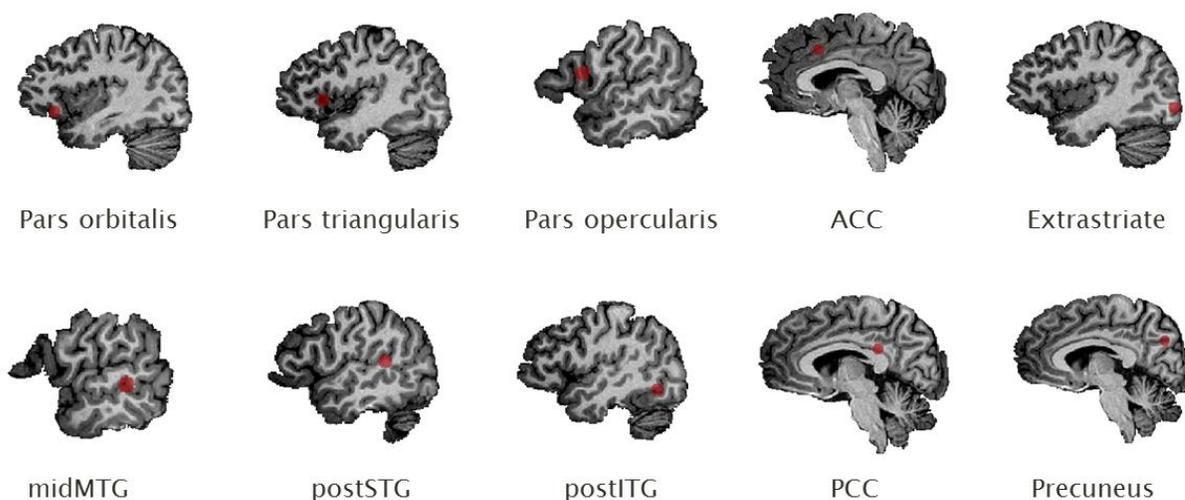 Pars orbitalis
Pars triangularis
Pars opercularis
ACC
Extrastriate
midMTG
postSTG
postITG
PCC
Precuneus